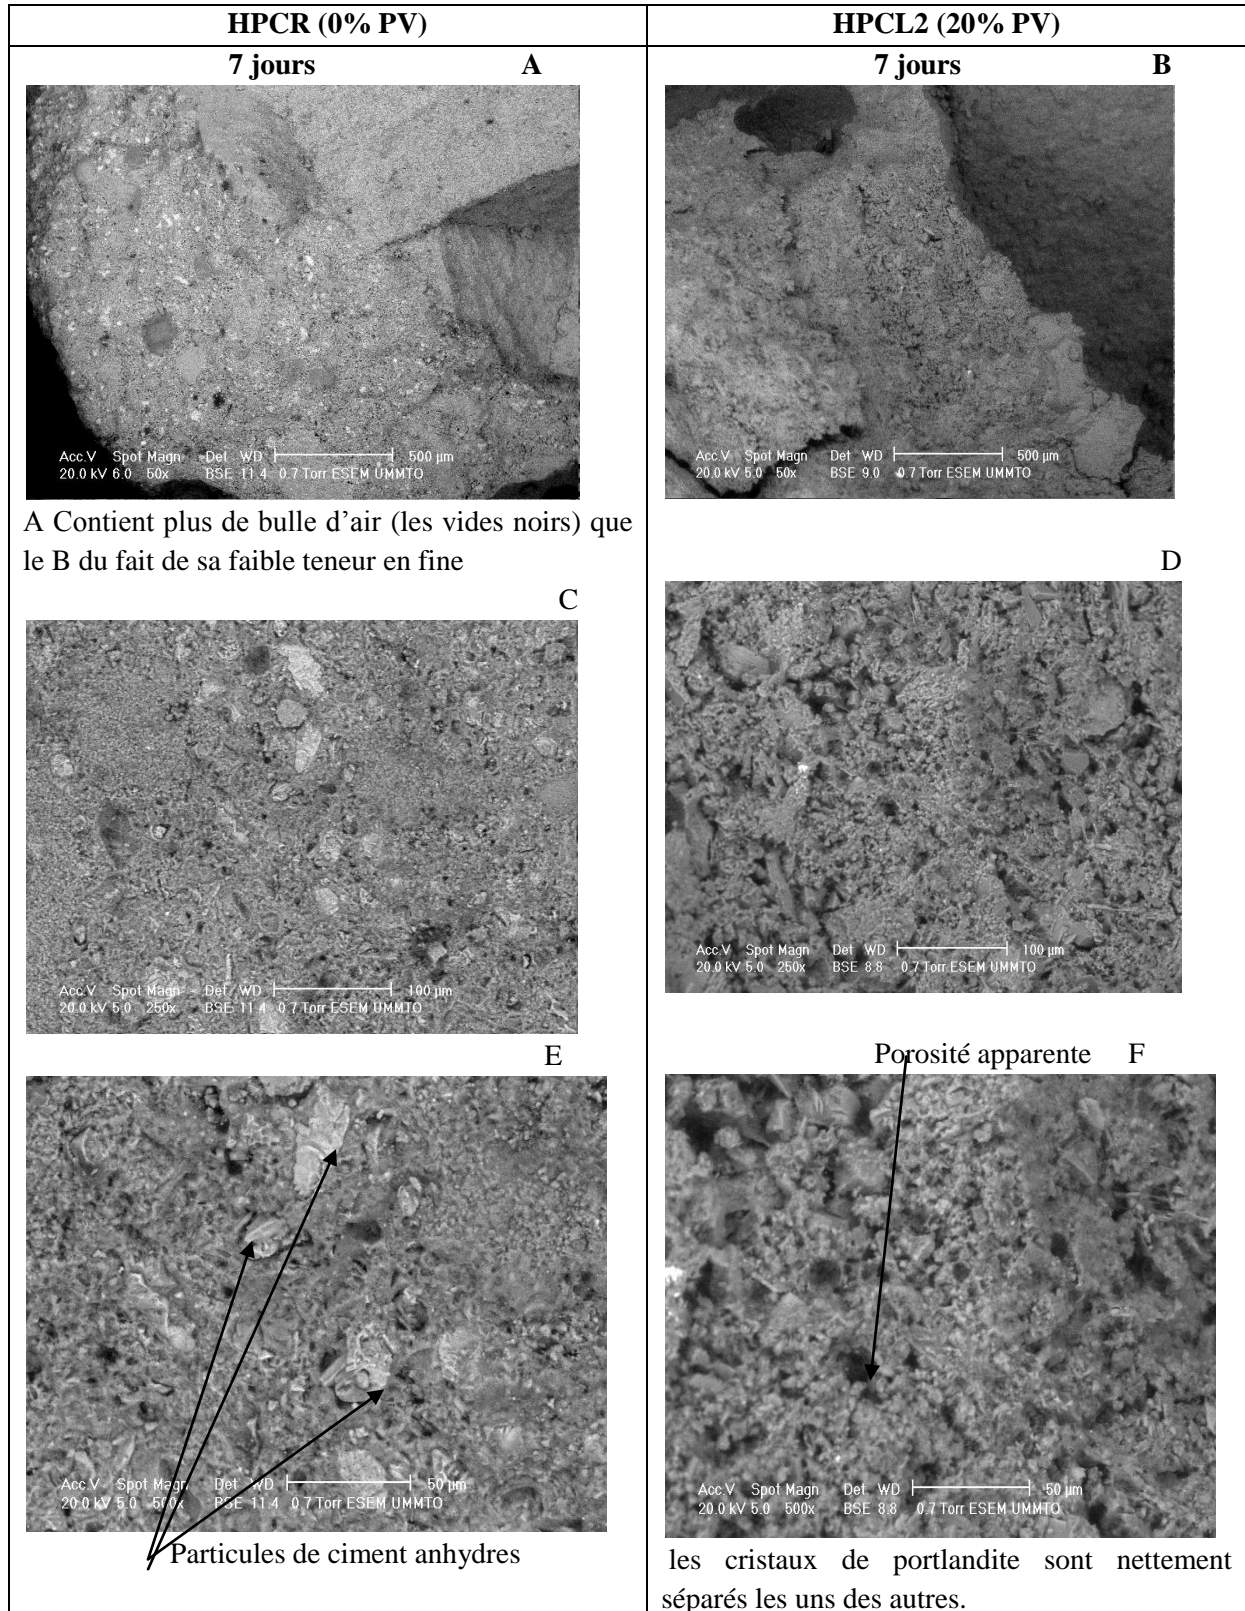 HPCR (0% PV)
HPCL2 (20% PV)
7 jours A
7 jours B
Acc.V Spot Magn Det WD 500 µm
20.0 kV 6.0 50x BSE 11.4 0.7 Torr ESEM UMMTO
Acc.V Spot Magn Det WD 500 µm
20.0 kV 5.0 50x BSE 9.0 0.7 Torr ESEM UMMTO
A Contient plus de bulle d’air (les vides noirs) que
le B du fait de sa faible teneur en fine
D
C
Acc.V Spot Magn Det WD 100 µm
20.0 kV 5.0 250x BSE 11.4 0.7 Torr ESEM UMMTO
Acc.V Spot Magn Det WD 100 µm
20.0 kV 5.0 250x BSE 8.8 0.7 Torr ESEM UMMTO
E
Porosité apparente F
Acc.V Spot Magn Det WD 50 µm
20.0 kV 5.0 500x BSE 11.4 0.7 Torr ESEM UMMTO
Particules de ciment anhydres
Acc.V Spot Magn Det WD 50 µm
20.0 kV 5.0 500x BSE 8.8 0.7 Torr ESEM UMMTO
les cristaux de portlandite sont nettement
séparés les uns des autres.